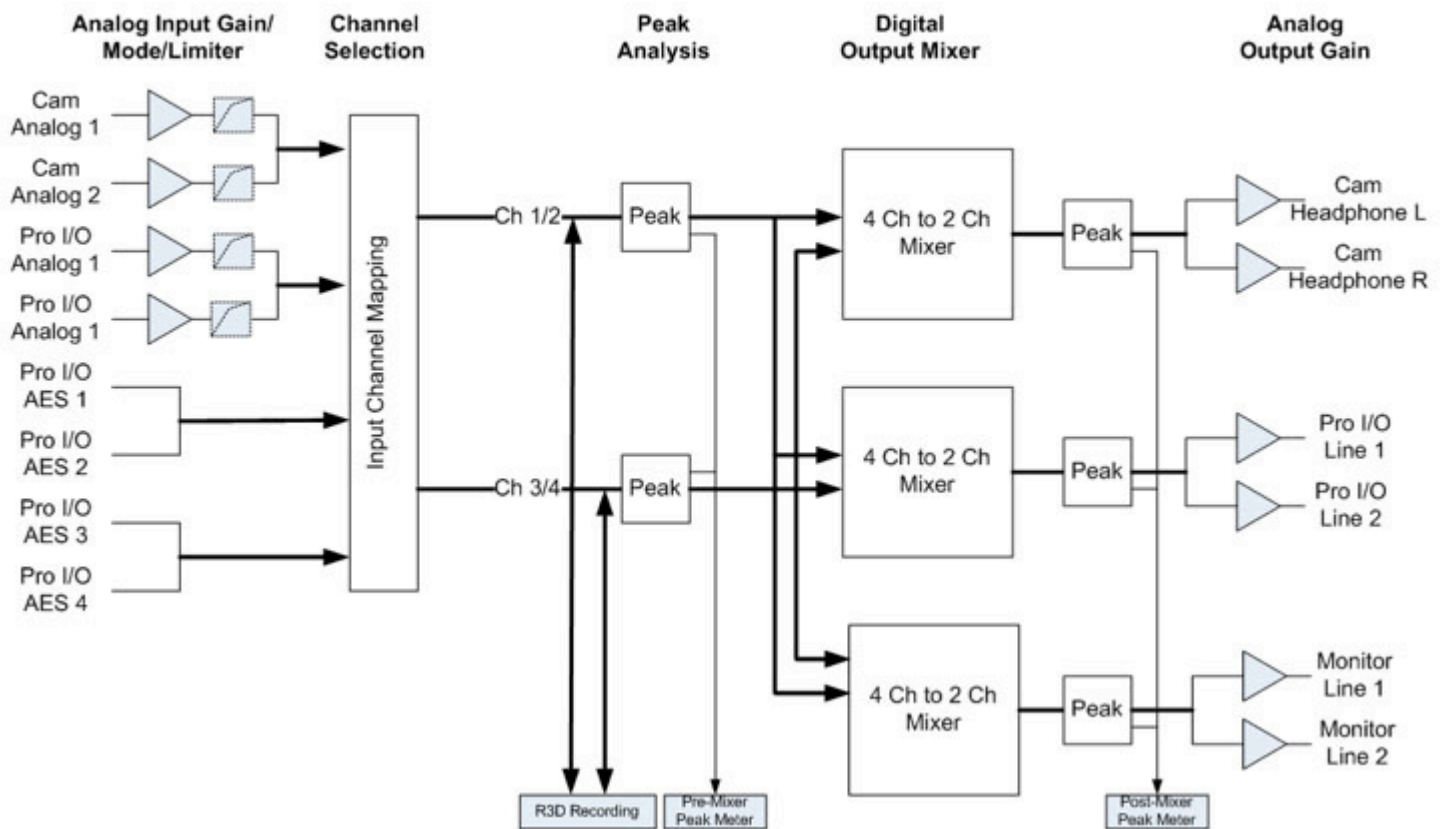 Analog Input Gain/
Mode/Limiter
Channel
Selection
Peak
Analysis
Digital
Output Mixer
Analog
Output Gain
Cam
Analog 1
Cam
Analog 2
Pro I/O
Analog 1
Pro I/O
Analog 1
Pro I/O
AES 1
Pro I/O
AES 2
Pro I/O
AES 3
Pro I/O
AES 4
Input Channel Mapping
Ch 1/2
Ch 3/4
Peak
Peak
4 Ch to 2 Ch
Mixer
4 Ch to 2 Ch
Mixer
4 Ch to 2 Ch
Mixer
Peak
Peak
Peak
Cam
Headphone L
Cam
Headphone R
Pro I/O
Line 1
Pro I/O
Line 2
Monitor
Line 1
Monitor
Line 2
R3D Recording
Pre-Mixer
Peak Meter
Post-Mixer
Peak Meter